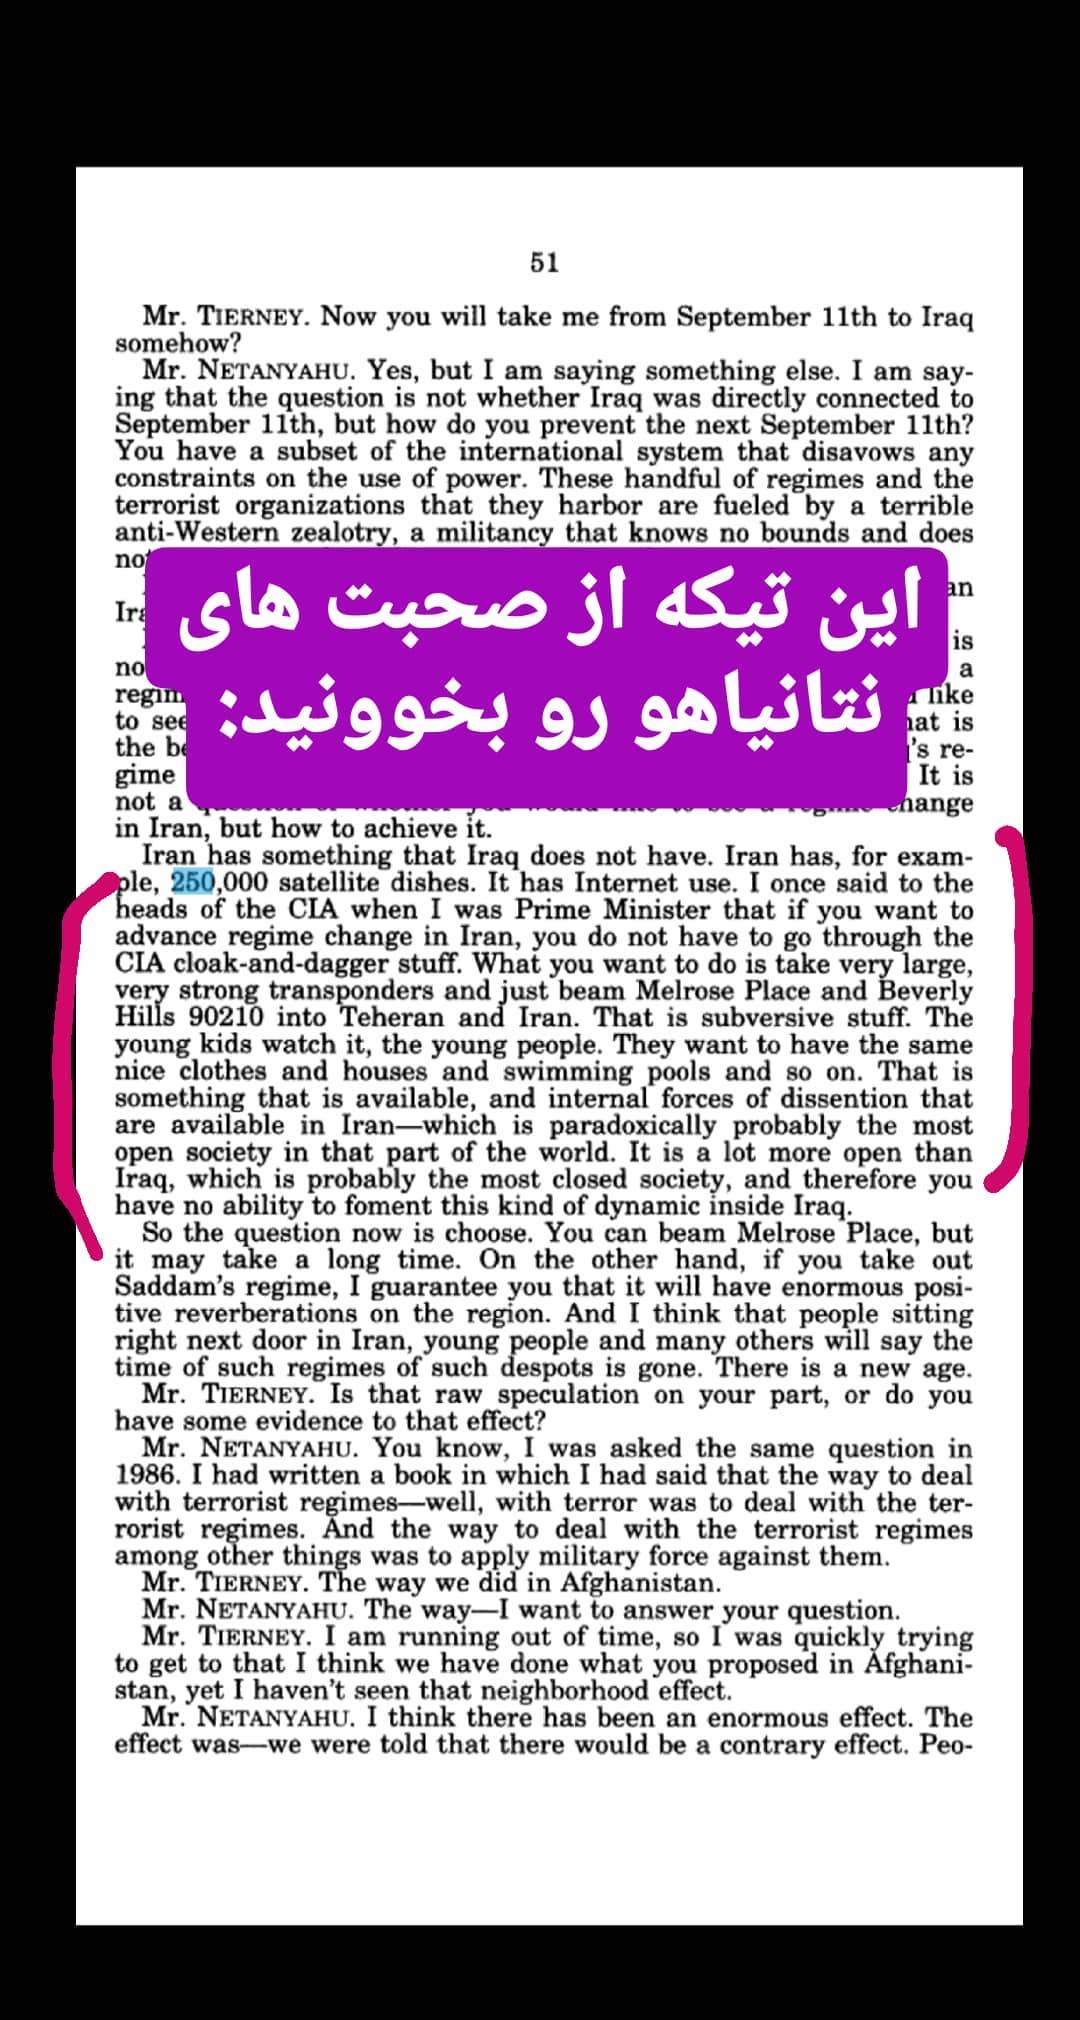 51
Mr. TIERNEY. Now you will take me from September 11th to Iraq
somehow?
Mr. NETANYAHU. Yes, but I am saying something else. I am say-
ing that the question is not whether Iraq was directly connected to
September 11th, but how do you prevent the next September 11th?
You have a subset of the international system that disavows any
constraints on the use of power. These handful of regimes and the
terrorist organizations that they harbor are fueled by a terrible
anti-Western zealotry, a militancy that knows no bounds and does
این تیکه از صحبت های
نتانیاهو رو بخوونید:
is
a
like
to
is
the
gime It is
not a
in Iran, but how to achieve it.
Iran has something that Iraq does not have. Iran has, for exam-
ple, 250,000 satellite dishes. It has Internet use. I once said to the
heads of the CIA when I was Prime Minister that if you want to
advance regime change in Iran, you do not have to go through the
CIA cloak-and-dagger stuff. What you want to do is take very large,
very strong transponders and just beam Melrose Place and Beverly
Hills 90210 into Teheran and Iran. That is subversive stuff. The
young kids watch it, the young people. They want to have the same
nice clothes and houses and swimming pools and so on. That is
something that is available, and internal forces of dissention that
are available in Iran—which is paradoxically probably the most
open society in that part of the world. It is a lot more open than
Iraq, which is probably the most closed society, and therefore you
have no ability to foment this kind of dynamic inside Iraq.
So the question now is choose. You can beam Melrose Place, but
it may take a long time. On the other hand, if you take out
Saddam's regime, I guarantee you that it will have enormous posi-
tive reverberations on the region. And I think that people sitting
right next door in Iran, young people and many others will say the
time of such regimes of such despots is gone. There is a new age.
Mr. TIERNEY. Is that raw speculation on your part, or do you
have some evidence to that effect?
Mr. NETANYAHU. You know, I was asked the same question in
1986. I had written a book in which I had said that the way to deal
with terrorist regimes—well, with terror was to deal with the ter-
rorist regimes. And the way to deal with the terrorist regimes
among other things was to apply military force against them.
Mr. TIERNEY. The way we did in Afghanistan.
Mr. NETANYAHU. The way—I want to answer your question.
Mr. TIERNEY. I am running out of time, so I was quickly trying
to get to that I think we have done what you proposed in Afghani-
stan, yet I haven't seen that neighborhood effect.
Mr. NETANYAHU. I think there has been an enormous effect. The
effect was—we were told that there would be a contrary effect. Peo-